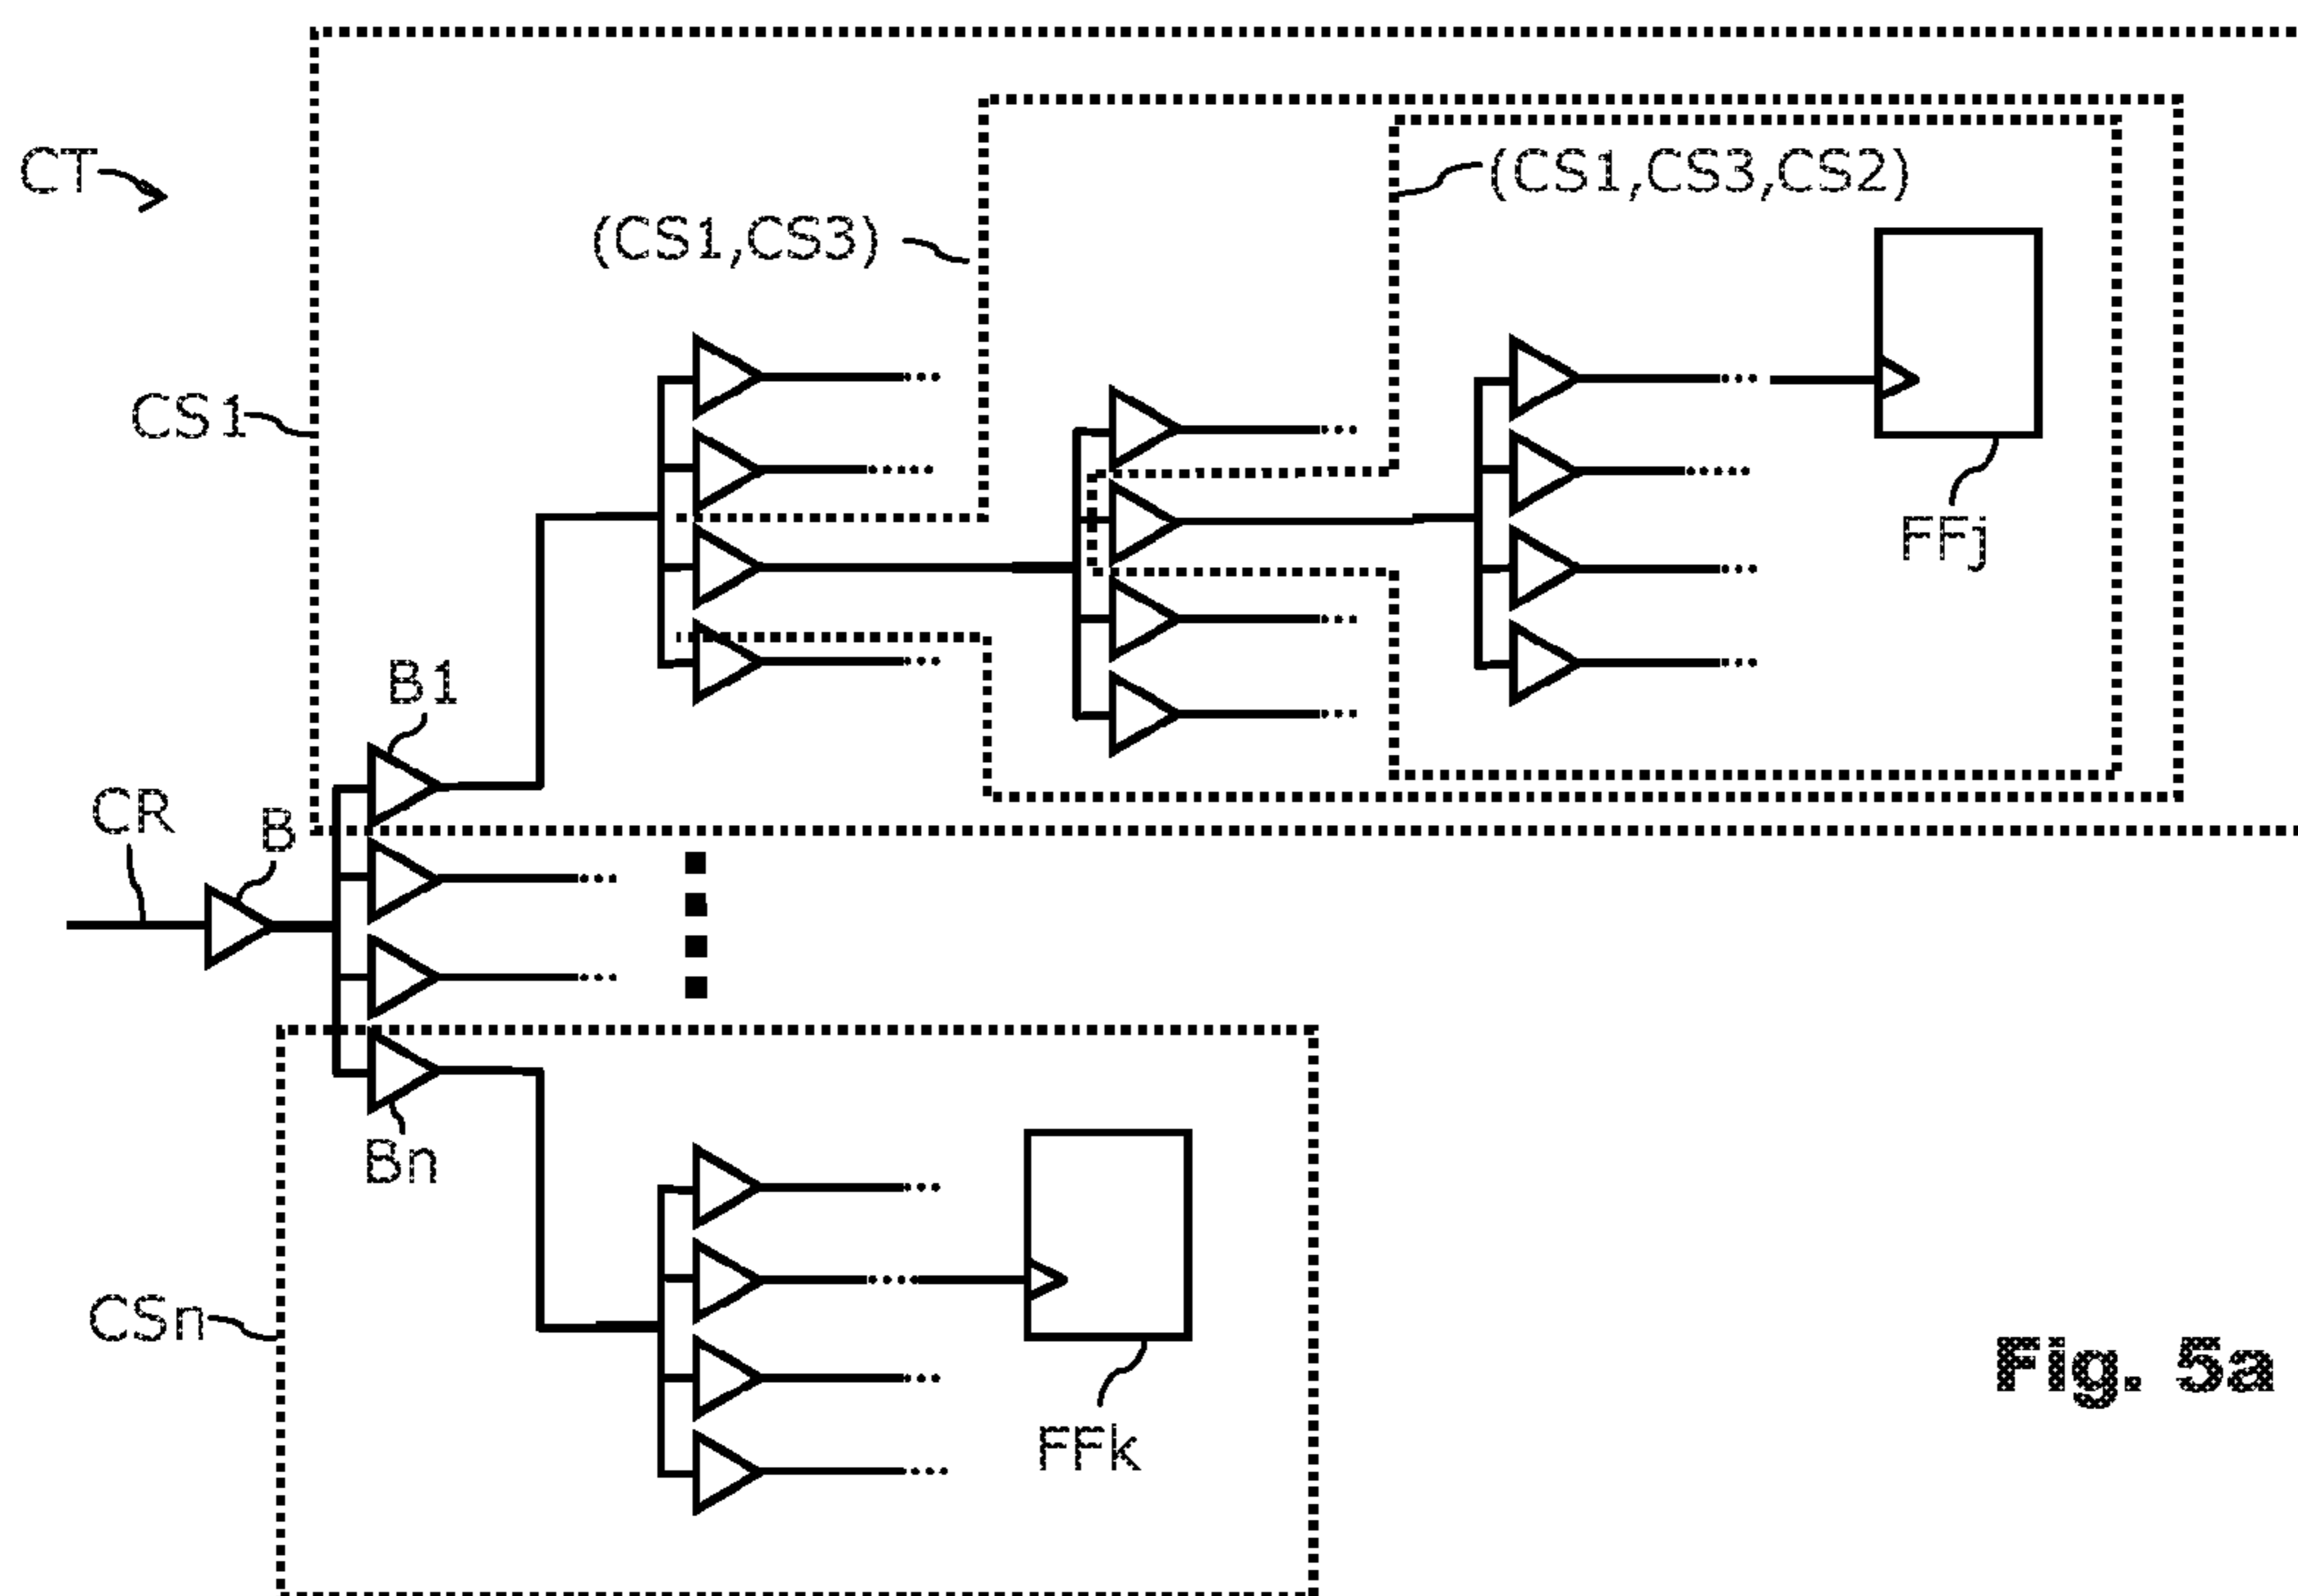 CT
(CS1,CS3)
(CS1,CS3,CS2)
CS1
FFj
B1
CR
B
Bn
CSn
FFk
Fig. 5a